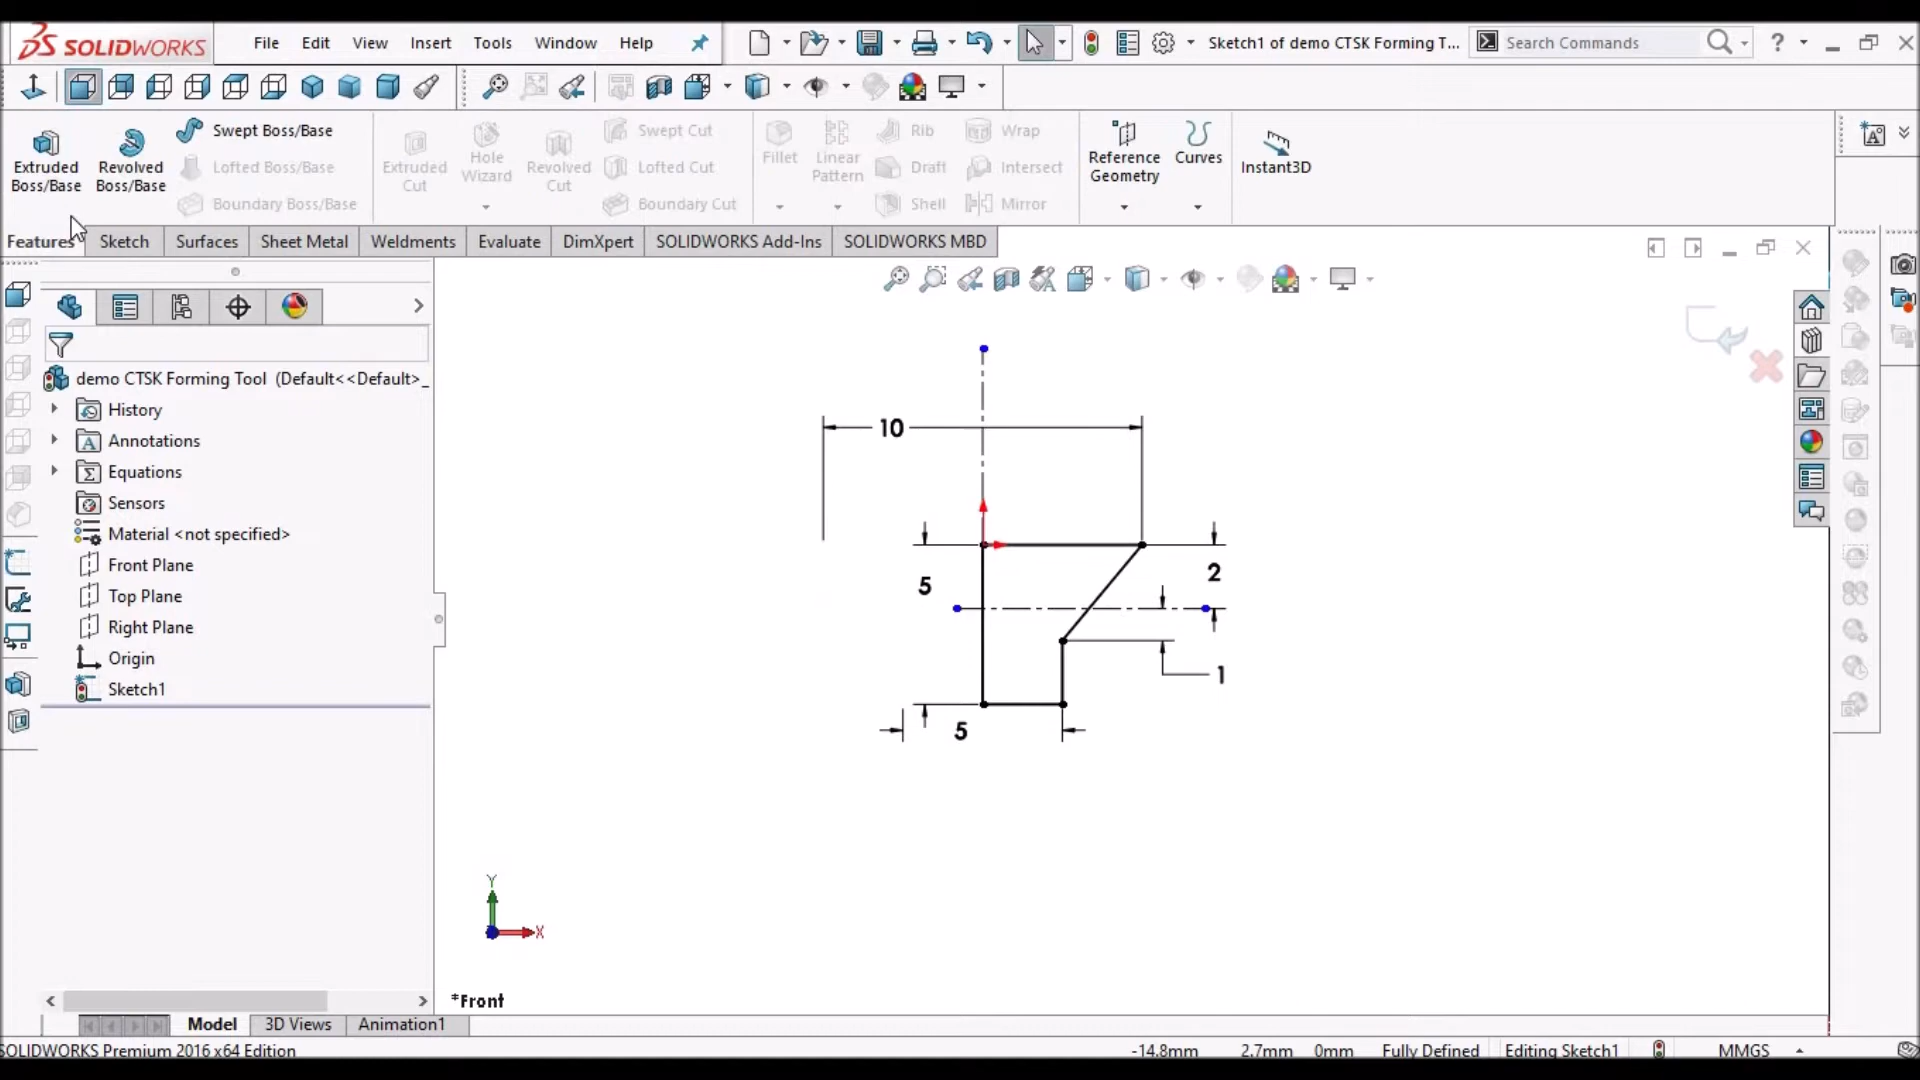 SOLIDWORKS File Edit View Insert Tools Window Help Sketch1 of demo CTSK Forming T... Search Commands ?
Extruded Boss/Base
Revolved Boss/Base
Swept Boss/Base
Lofted Boss/Base
Boundary Boss/Base
Extruded Cut
Hole Wizard
Revolved Cut
Swept Cut
Lofted Cut
Boundary Cut
Fillet
Linear Pattern
Rib
Draft
Shell
Wrap
Intersect
Mirror
Reference Geometry
Curves
Instant3D
Features Sketch Surfaces Sheet Metal Weldments Evaluate DimXpert SOLIDWORKS Add-Ins SOLIDWORKS MBD
demo CTSK Forming Tool (Default<<Default>_
History
Annotations
Equations
Sensors
Material <not specified>
Front Plane
Top Plane
Right Plane
Origin
Sketch1
10
5
2
1
5
Y
X
*Front
Model 3D Views Animation1
SOLIDWORKS Premium 2016 x64 Edition -14.8mm 2.7mm 0mm Fully Defined Editing Sketch1 MMGS